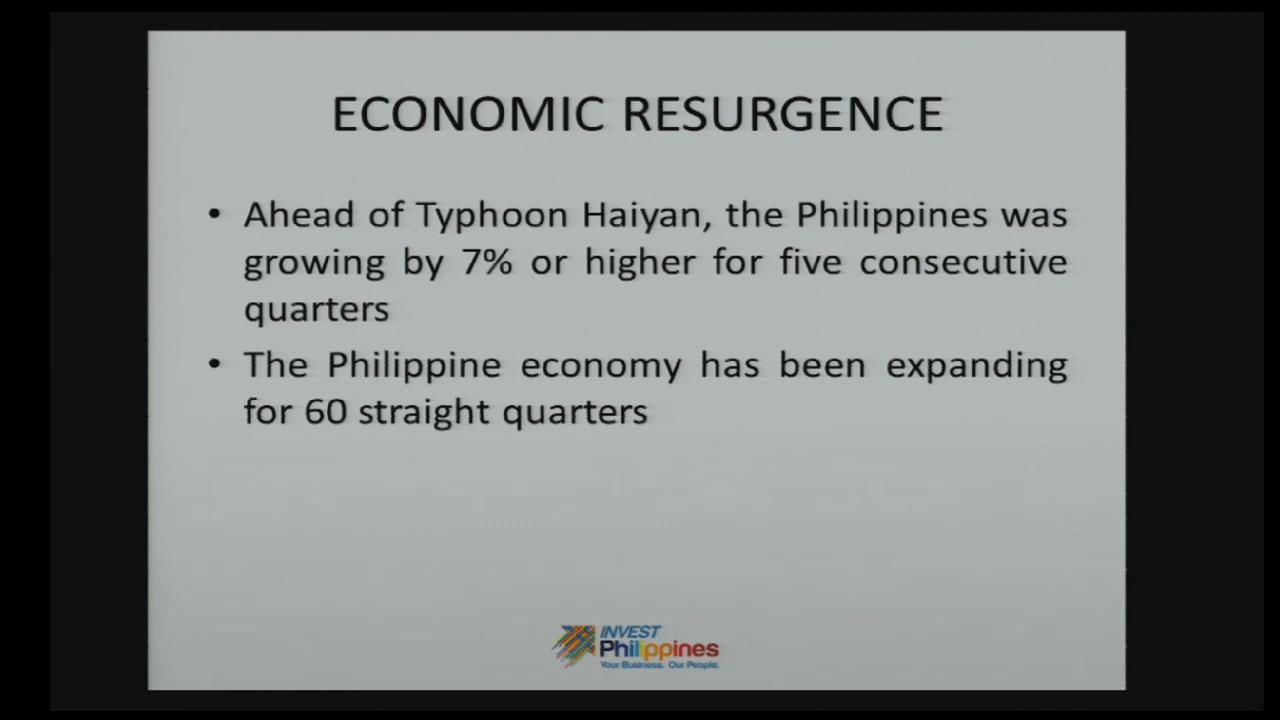 ECONOMIC RESURGENCE
• Ahead of Typhoon Haiyan, the Philippines was
growing by 7% or higher for five consecutive
quarters
• The Philippine economy has been expanding
for 60 straight quarters
INVEST
Philippines
Your Business. Our People.